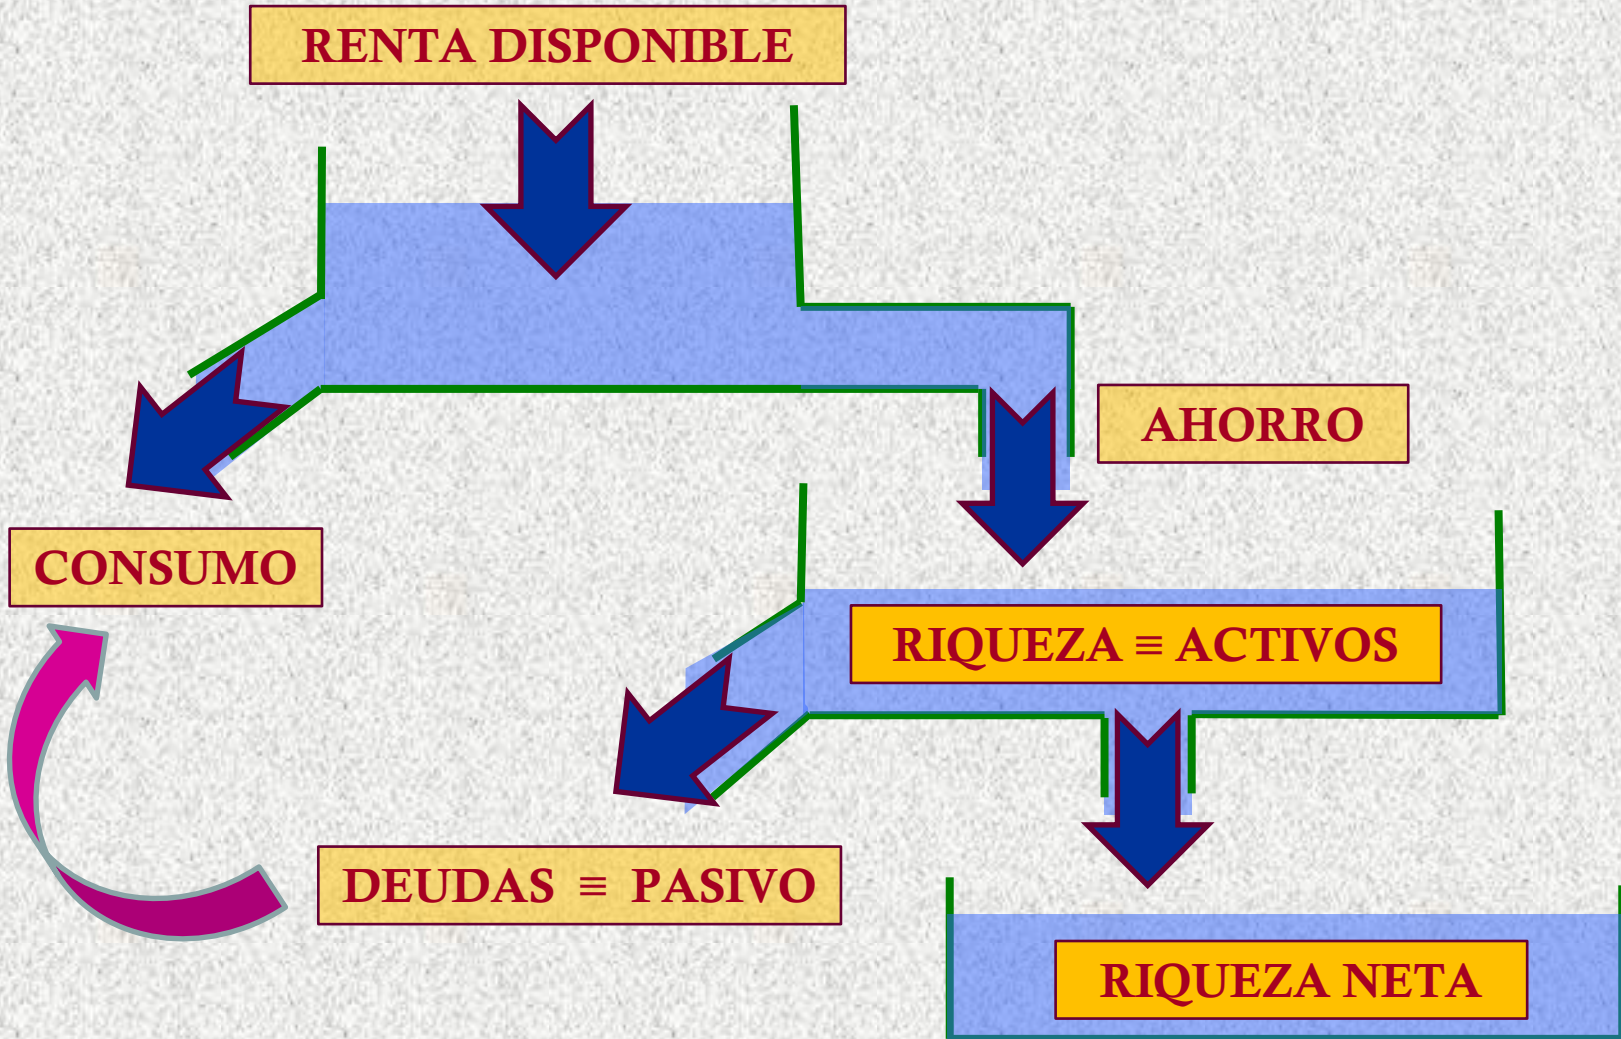 RENTA DISPONIBLE
AHORRO
CONSUMO
RIQUEZA ≡ ACTIVOS
DEUDAS ≡ PASIVO
RIQUEZA NETA